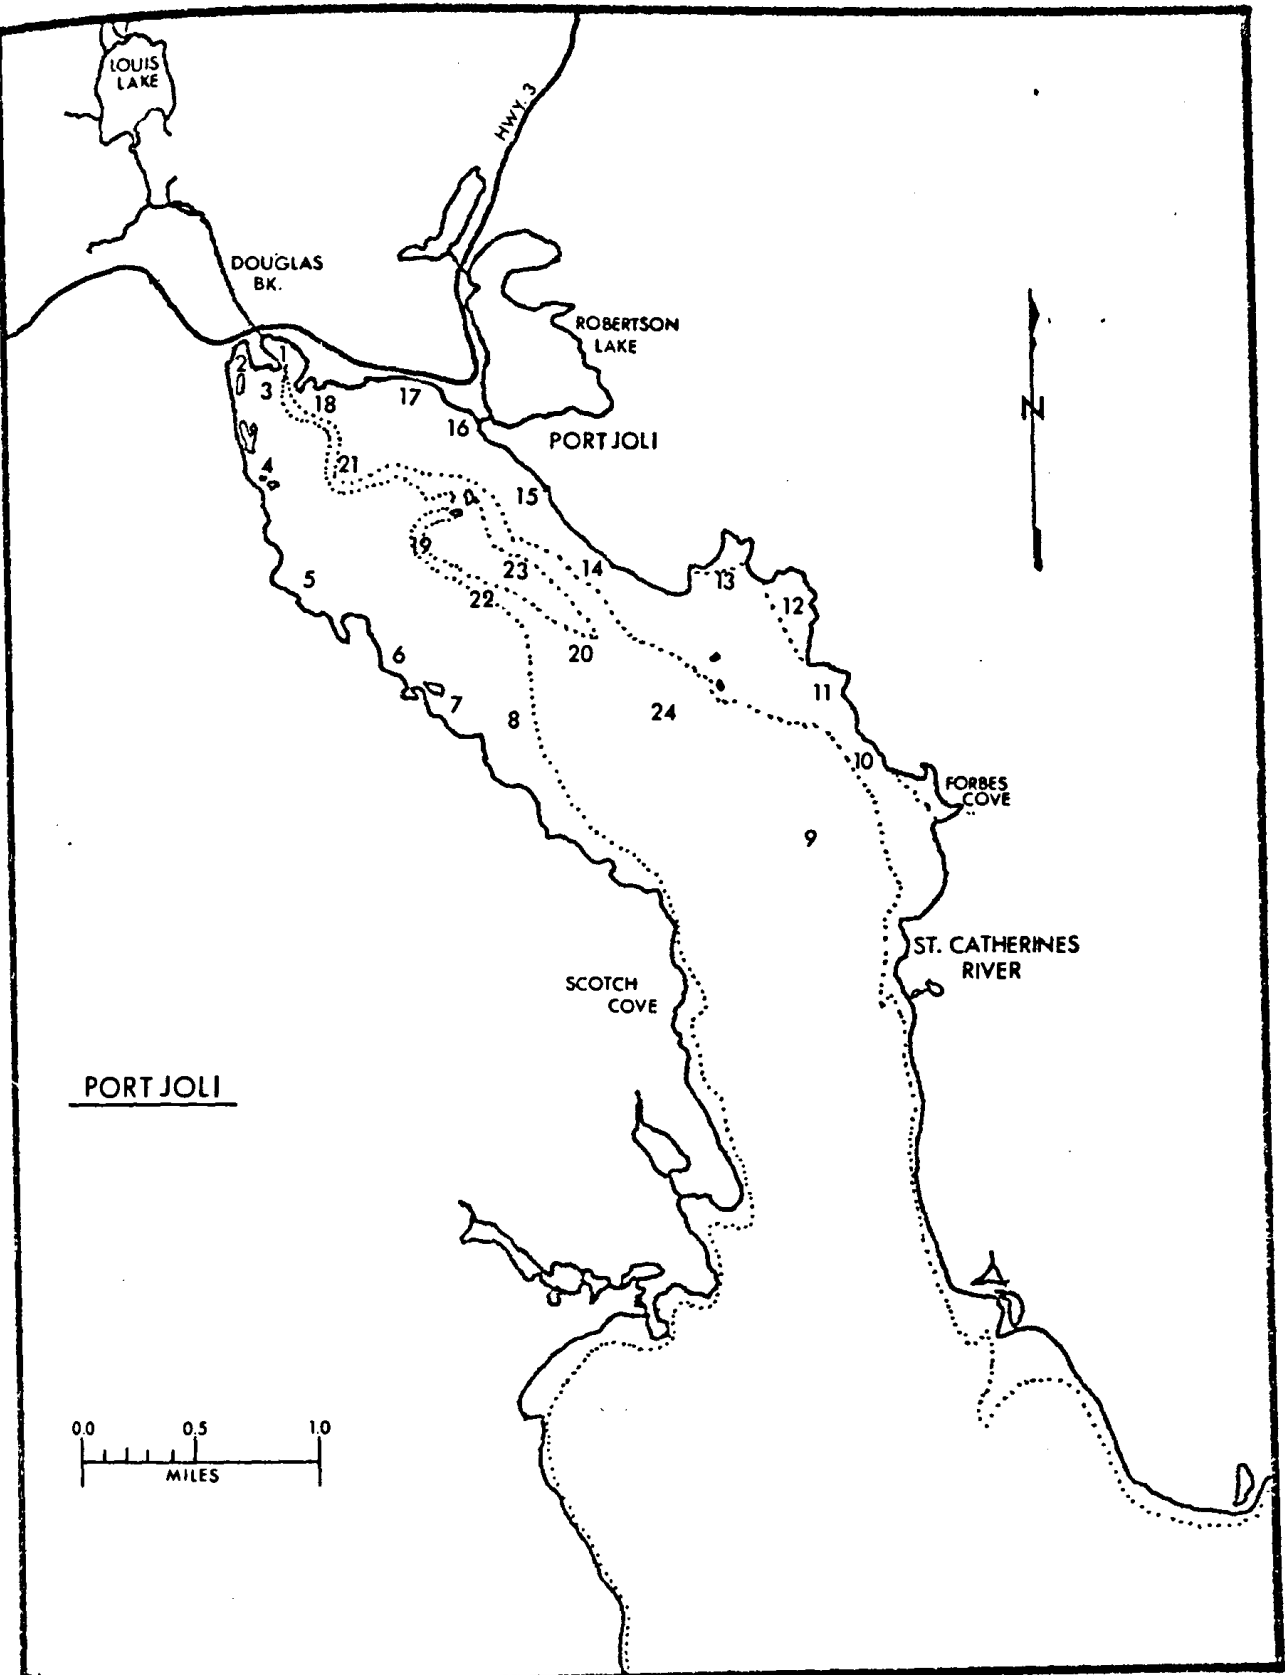 LOUIS
LAKE
HWY. 3
DOUGLAS
BK.
ROBERTSON
LAKE
1
2
3
18
17
16
PORT JOLI
N
4
21
15
19
23
14
13
5
22
12
6
20
7
8
24
11
10
FORBES
COVE
9
ST. CATHERINES
RIVER
SCOTCH
COVE
PORT JOLI
0.0 0.5 1.0
MILES